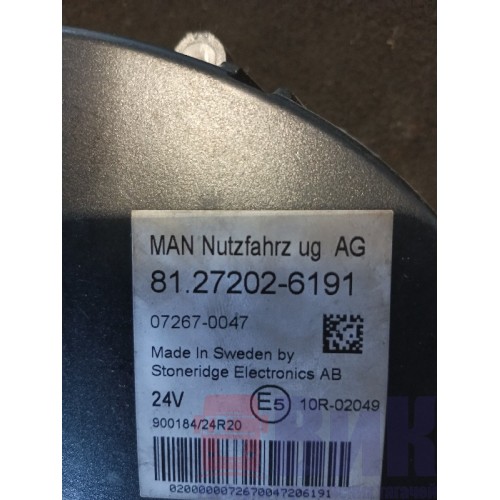 MAN Nutzfahrz ug AG
81.27202-6191
07267-0047
Made In Sweden by
Stoneridge Electronics AB
24V E5 10R-02049
900184/24R20
0200000072670047206191